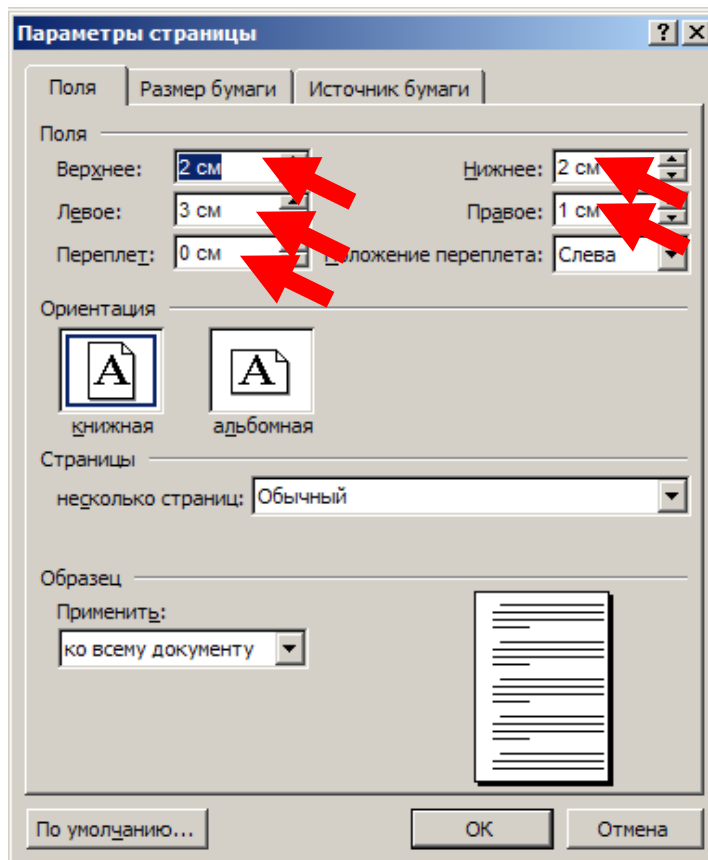 Параметры страницы
Поля Размер бумаги Источник бумаги
Поля
Верхнее: 2 см Нижнее: 2 см
Левое: 3 см Правое: 1 см
Переплет: 0 см Положение переплета: Слева
Ориентация
A A
книжная альбомная
Страницы
несколько страниц: Обычный
Образец
Применить:
ко всему документу
По умолчанию... ОК Отмена